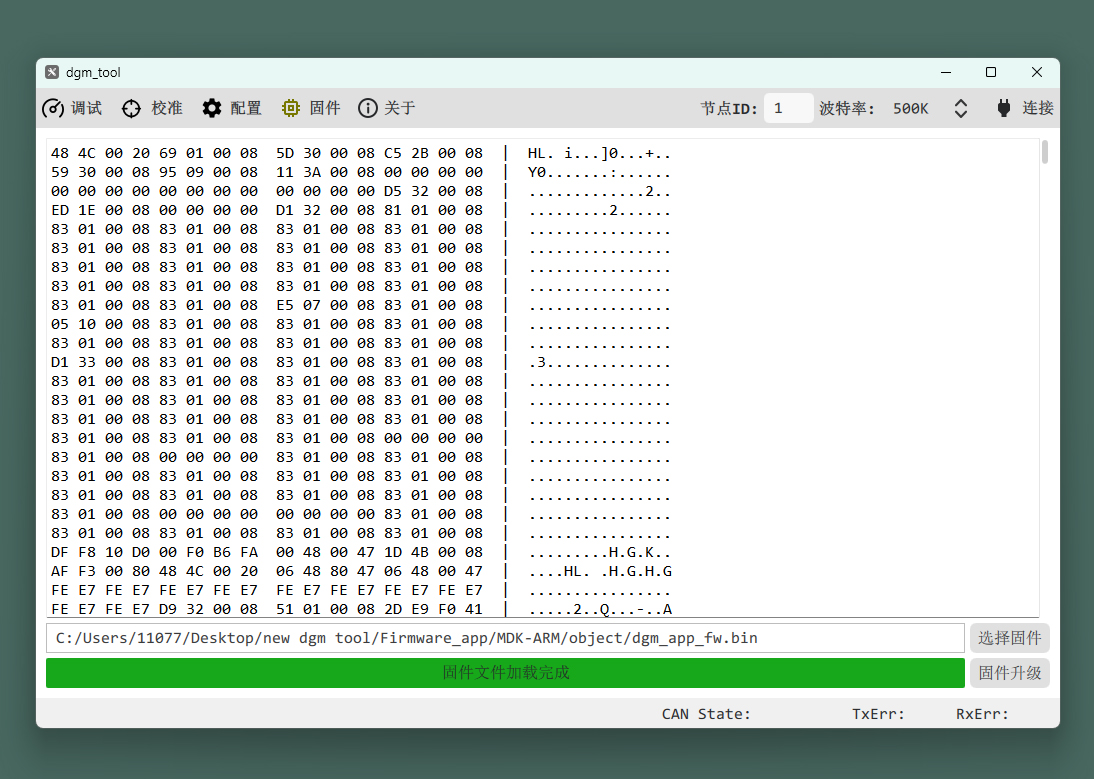 dgm_tool
调试 校准 配置 固件 关于 节点ID: 1 波特率: 500K 连接
48 4C 00 20 69 01 00 08  5D 30 00 08 C5 2B 00 08  |  HL. i...]0...+..
59 30 00 08 95 09 00 08  11 3A 00 08 00 00 00 00  |  Y0.......:......
00 00 00 00 00 00 00 00  00 00 00 00 D5 32 00 08  |  .............2..
ED 1E 00 08 00 00 00 00  D1 32 00 08 81 01 00 08  |  .........2......
83 01 00 08 83 01 00 08  83 01 00 08 83 01 00 08  |  ................
83 01 00 08 83 01 00 08  83 01 00 08 83 01 00 08  |  ................
83 01 00 08 83 01 00 08  83 01 00 08 83 01 00 08  |  ................
83 01 00 08 83 01 00 08  83 01 00 08 83 01 00 08  |  ................
83 01 00 08 83 01 00 08  E5 07 00 08 83 01 00 08  |  ................
05 10 00 08 83 01 00 08  83 01 00 08 83 01 00 08  |  ................
83 01 00 08 83 01 00 08  83 01 00 08 83 01 00 08  |  ................
D1 33 00 08 83 01 00 08  83 01 00 08 83 01 00 08  |  .3..............
83 01 00 08 83 01 00 08  83 01 00 08 83 01 00 08  |  ................
83 01 00 08 83 01 00 08  83 01 00 08 83 01 00 08  |  ................
83 01 00 08 83 01 00 08  83 01 00 08 83 01 00 08  |  ................
83 01 00 08 83 01 00 08  83 01 00 08 00 00 00 00  |  ................
83 01 00 08 00 00 00 00  83 01 00 08 83 01 00 08  |  ................
83 01 00 08 83 01 00 08  83 01 00 08 83 01 00 08  |  ................
83 01 00 08 83 01 00 08  83 01 00 08 83 01 00 08  |  ................
83 01 00 08 00 00 00 00  00 00 00 00 83 01 00 08  |  ................
83 01 00 08 83 01 00 08  83 01 00 08 83 01 00 08  |  ................
DF F8 10 D0 00 F0 B6 FA  00 48 00 47 1D 4B 00 08  |  .........H.G.K..
AF F3 00 80 48 4C 00 20  06 48 80 47 06 48 00 47  |  ....HL. .H.G.H.G
FE E7 FE E7 FE E7 FE E7  FE E7 FE E7 FE E7 FE E7  |  ................
FE E7 FE E7 D9 32 00 08  51 01 00 08 2D E9 F0 41  |  .....2..Q...-..A
C:/Users/11077/Desktop/new dgm tool/Firmware_app/MDK-ARM/object/dgm_app_fw.bin 选择固件
固件文件加载完成 固件升级
CAN State: TxErr: RxErr: